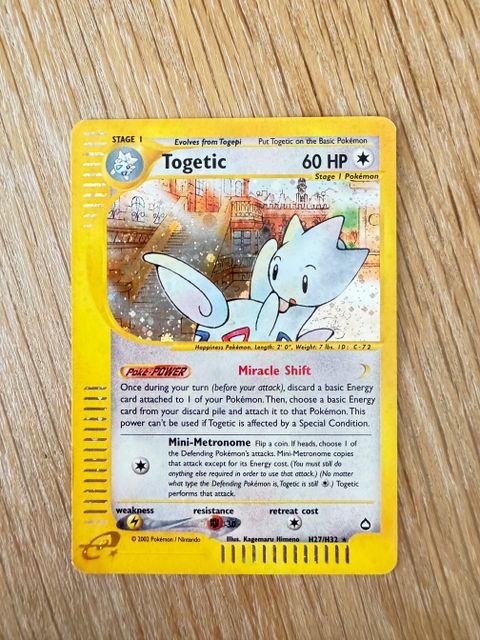 STAGE 1 Evolves from Togepi Put Togetic on the Basic Pokémon
Togetic 60 HP
Stage 1 Pokémon
Happiness Pokémon. Length: 2' 0", Weight: 7 lbs. ID: C-72
Poké-POWER Miracle Shift
Once during your turn (before your attack), discard a basic Energy
card attached to 1 of your Pokémon. Then, choose a basic Energy
card from your discard pile and attach it to that Pokémon. This
power can't be used if Togetic is affected by a Special Condition.
Mini-Metronome Flip a coin. If heads, choose 1 of
the Defending Pokémon's attacks. Mini-Metronome copies
that attack except for its Energy cost. (You must still do
anything else required in order to use that attack.) (No matter
what type the Defending Pokémon is, Togetic is still .) Togetic
performs that attack.
weakness resistance retreat cost
-30
© 2002 Pokémon / Nintendo Illus. Kagemaru Himeno H27/H32 ★
e